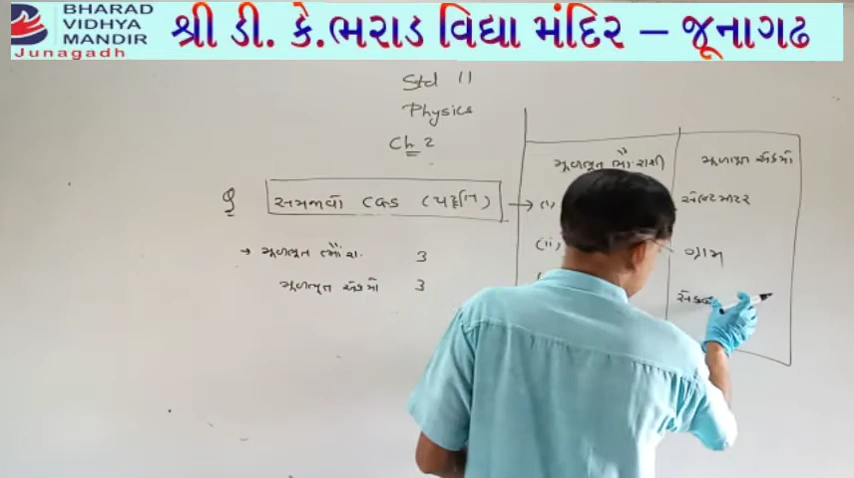 BHARAD
VIDHYA
MANDIR
Junagadh
શ્રી ડી. કે.ભરાડ વિદ્યા મંદિર – જૂનાગઢ
Std 11
Physics
Ch 2
મૂળભૂત ભૌ.રાશી
મૂળભૂત એકમો
Q સમજાવો CGS (પદ્ધતિ) →
(i)
સેન્ટિમીટર
→ મૂળભૂત ભૌ.રા. 3
(ii)
ગ્રામ
મૂળભૂત એકમો 3